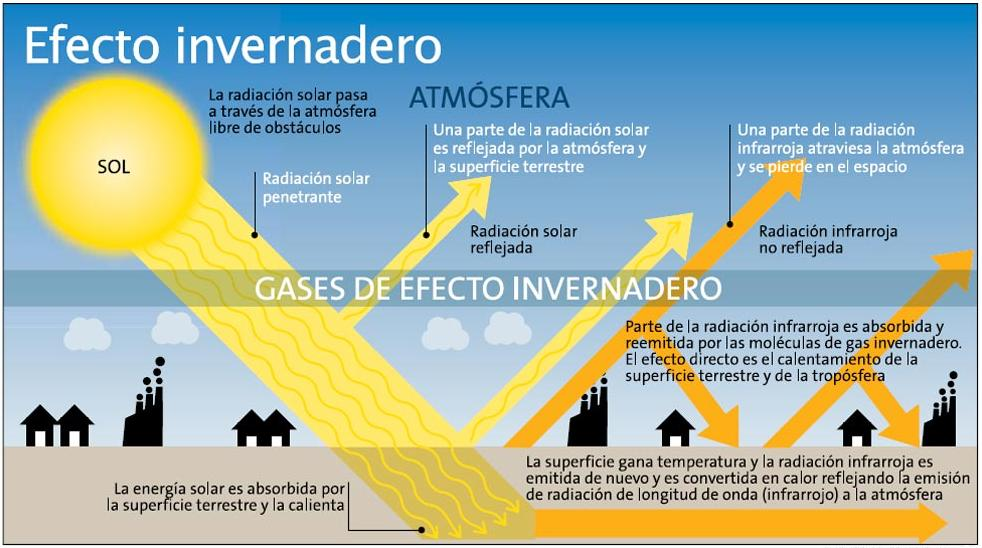 Efecto invernadero
SOL
La radiación solar pasa
a través de la atmósfera
libre de obstáculos
Radiación solar
penetrante
ATMÓSFERA
Una parte de la radiación solar
es reflejada por la atmósfera y
la superficie terrestre
Radiación solar
reflejada
Una parte de la radiación
infrarroja atraviesa la atmósfera
y se pierde en el espacio
Radiación infrarroja
no reflejada
GASES DE EFECTO INVERNADERO
Parte de la radiación infrarroja es absorbida y
reemitida por las moléculas de gas invernadero.
El efecto directo es el calentamiento de la
superficie terrestre y de la tropósfera
La superficie gana temperatura y la radiación infrarroja es
emitida de nuevo y es convertida en calor reflejando la emisión
de radiación de longitud de onda (infrarrojo) a la atmósfera
La energía solar es absorbida por
la superficie terrestre y la calienta